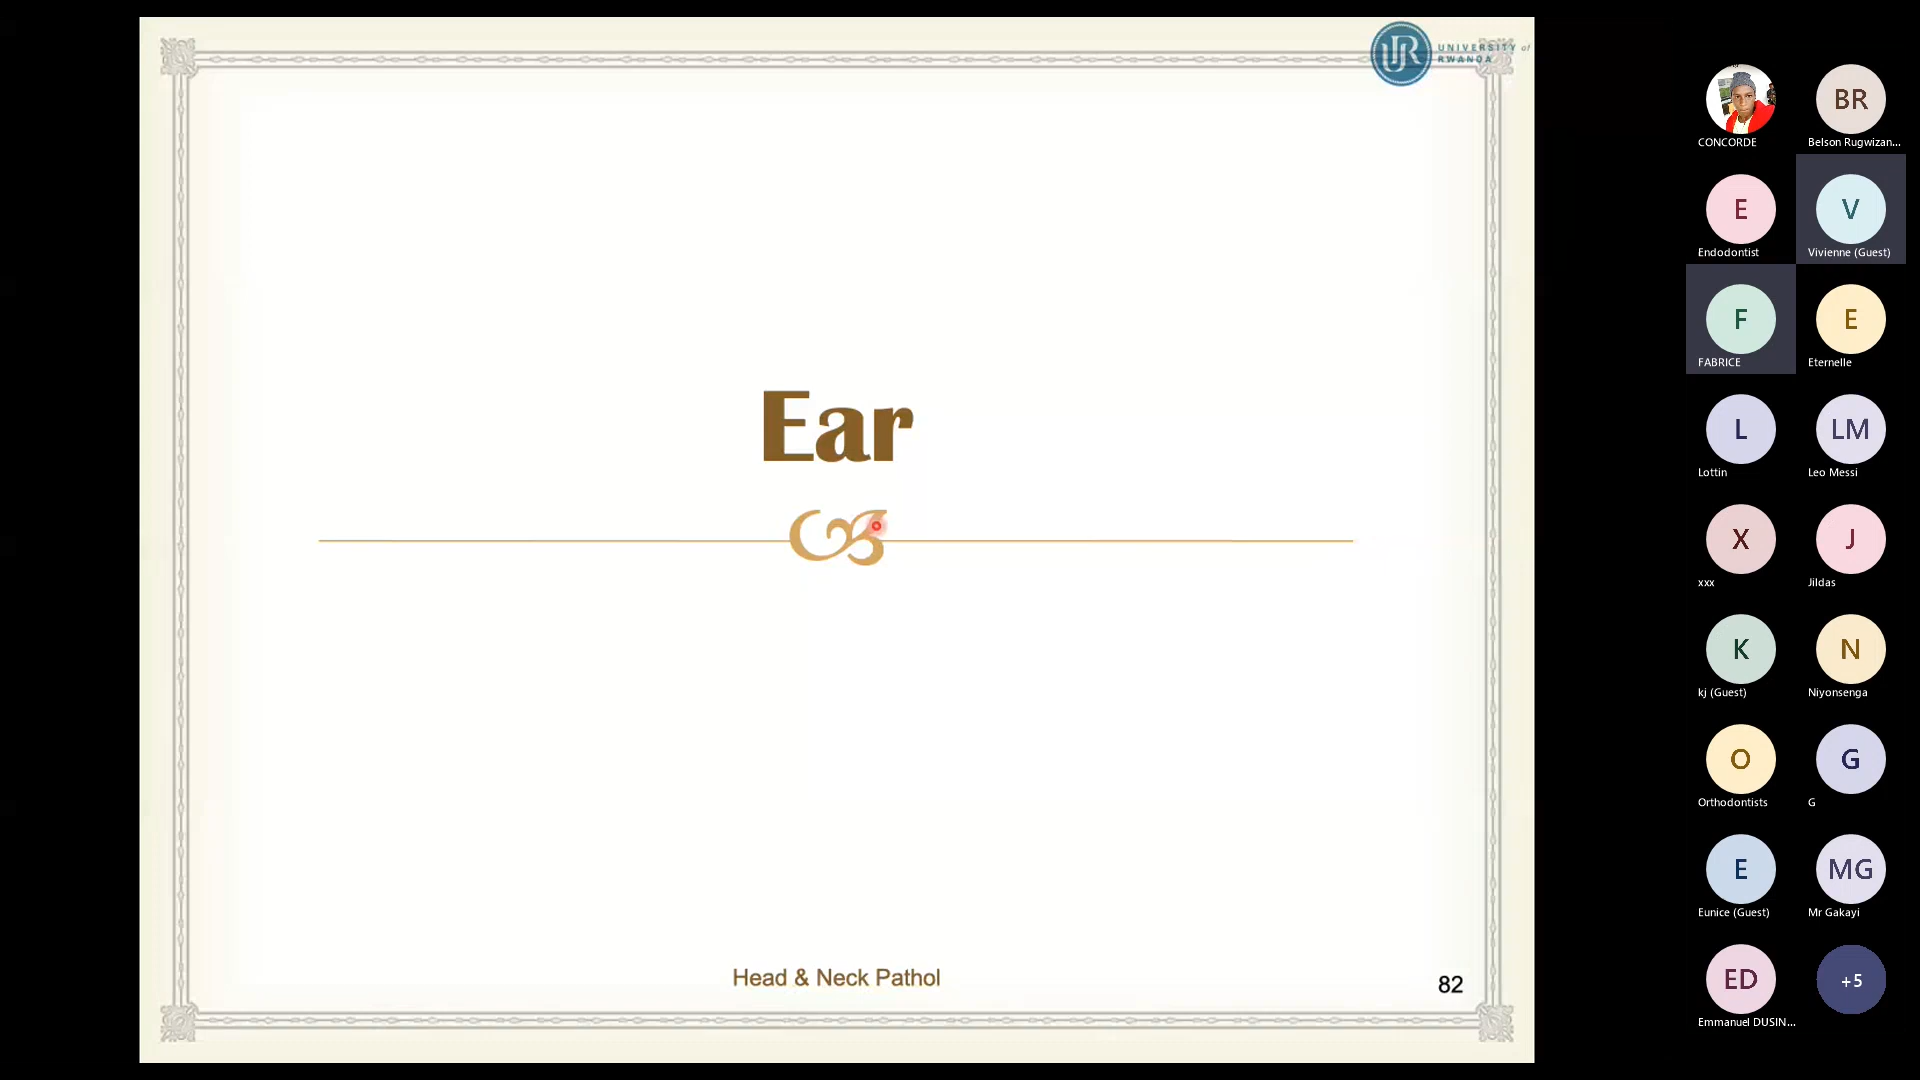 UNIVERSITY of
RWANDA
Ear
Head & Neck Pathol
82
CONCORDE
BR
Belson Rugwizan...
E
Endodontist
V
Vivienne (Guest)
F
FABRICE
E
Eternelle
L
Lottin
LM
Leo Messi
X
xxx
J
Jildas
K
kj (Guest)
N
Niyonsenga
O
Orthodontists
G
G
E
Eunice (Guest)
MG
Mr Gakayi
ED
Emmanuel DUSIN...
+5